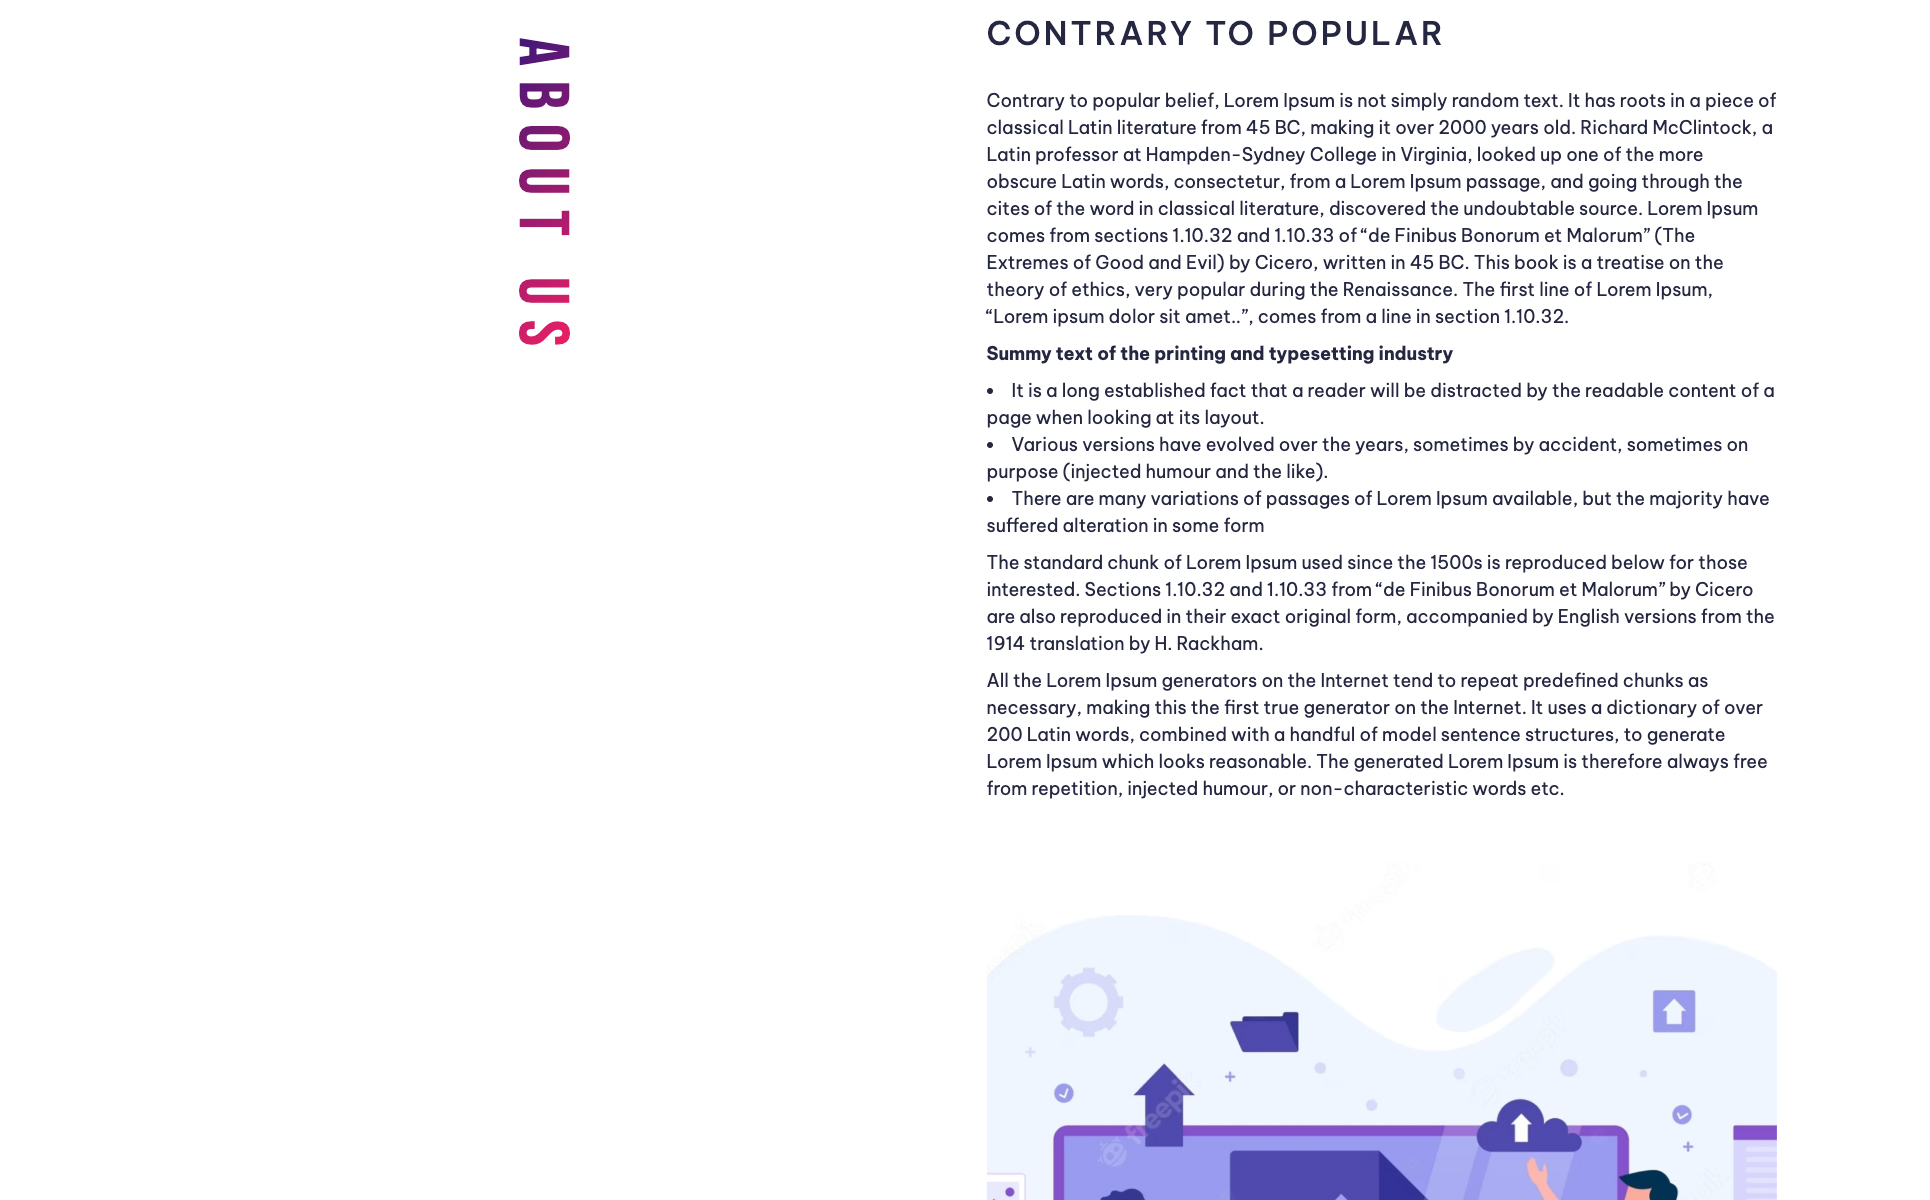 ABOUT US
CONTRARY TO POPULAR
Contrary to popular belief, Lorem Ipsum is not simply random text. It has roots in a piece of
classical Latin literature from 45 BC, making it over 2000 years old. Richard McClintock, a
Latin professor at Hampden-Sydney College in Virginia, looked up one of the more
obscure Latin words, consectetur, from a Lorem Ipsum passage, and going through the
cites of the word in classical literature, discovered the undoubtable source. Lorem Ipsum
comes from sections 1.10.32 and 1.10.33 of “de Finibus Bonorum et Malorum” (The
Extremes of Good and Evil) by Cicero, written in 45 BC. This book is a treatise on the
theory of ethics, very popular during the Renaissance. The first line of Lorem Ipsum,
“Lorem ipsum dolor sit amet..”, comes from a line in section 1.10.32.
Summy text of the printing and typesetting industry
• It is a long established fact that a reader will be distracted by the readable content of a
page when looking at its layout.
• Various versions have evolved over the years, sometimes by accident, sometimes on
purpose (injected humour and the like).
• There are many variations of passages of Lorem Ipsum available, but the majority have
suffered alteration in some form
The standard chunk of Lorem Ipsum used since the 1500s is reproduced below for those
interested. Sections 1.10.32 and 1.10.33 from “de Finibus Bonorum et Malorum” by Cicero
are also reproduced in their exact original form, accompanied by English versions from the
1914 translation by H. Rackham.
All the Lorem Ipsum generators on the Internet tend to repeat predefined chunks as
necessary, making this the first true generator on the Internet. It uses a dictionary of over
200 Latin words, combined with a handful of model sentence structures, to generate
Lorem Ipsum which looks reasonable. The generated Lorem Ipsum is therefore always free
from repetition, injected humour, or non-characteristic words etc.
freepik